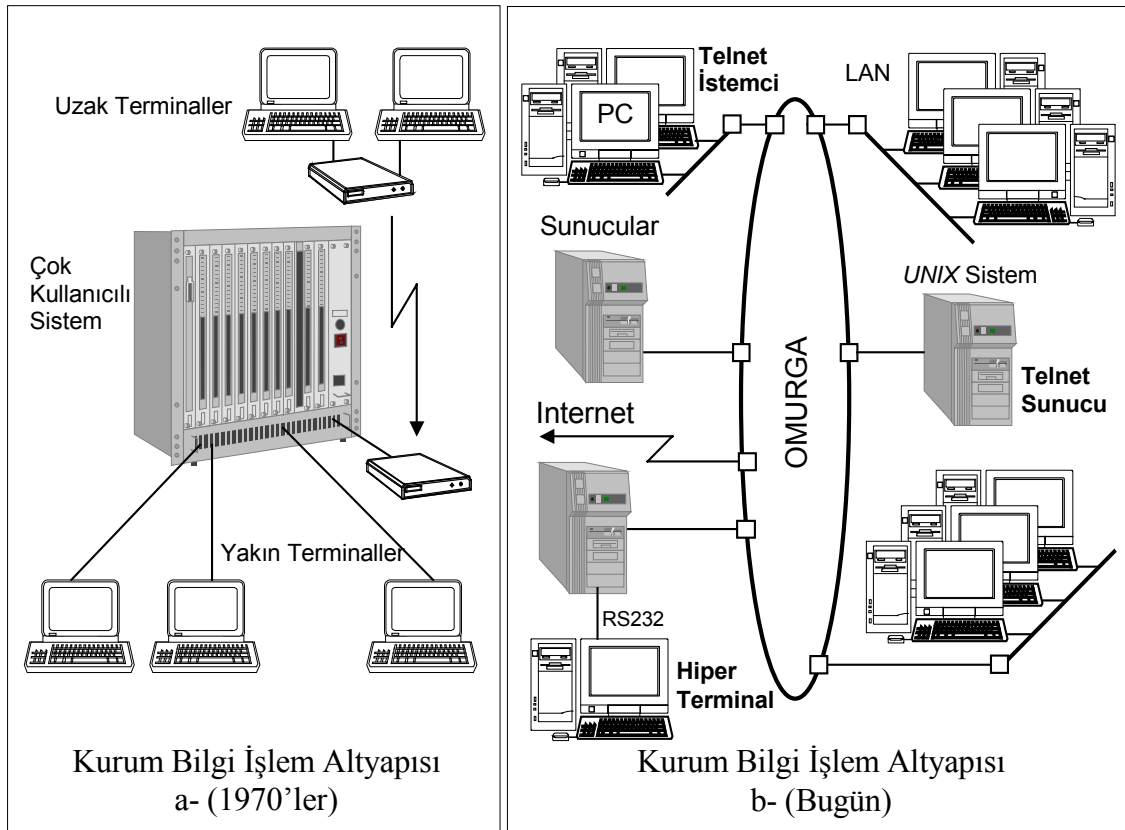 Uzak Terminaller
Çok
Kullanıcılı
Sistem
Yakın Terminaller
Kurum Bilgi İşlem Altyapısı
a- (1970’ler)
Telnet
İstemci
PC
LAN
Sunucular
UNIX Sistem
OMURGA
Telnet
Sunucu
Internet
RS232
Hiper
Terminal
Kurum Bilgi İşlem Altyapısı
b- (Bugün)